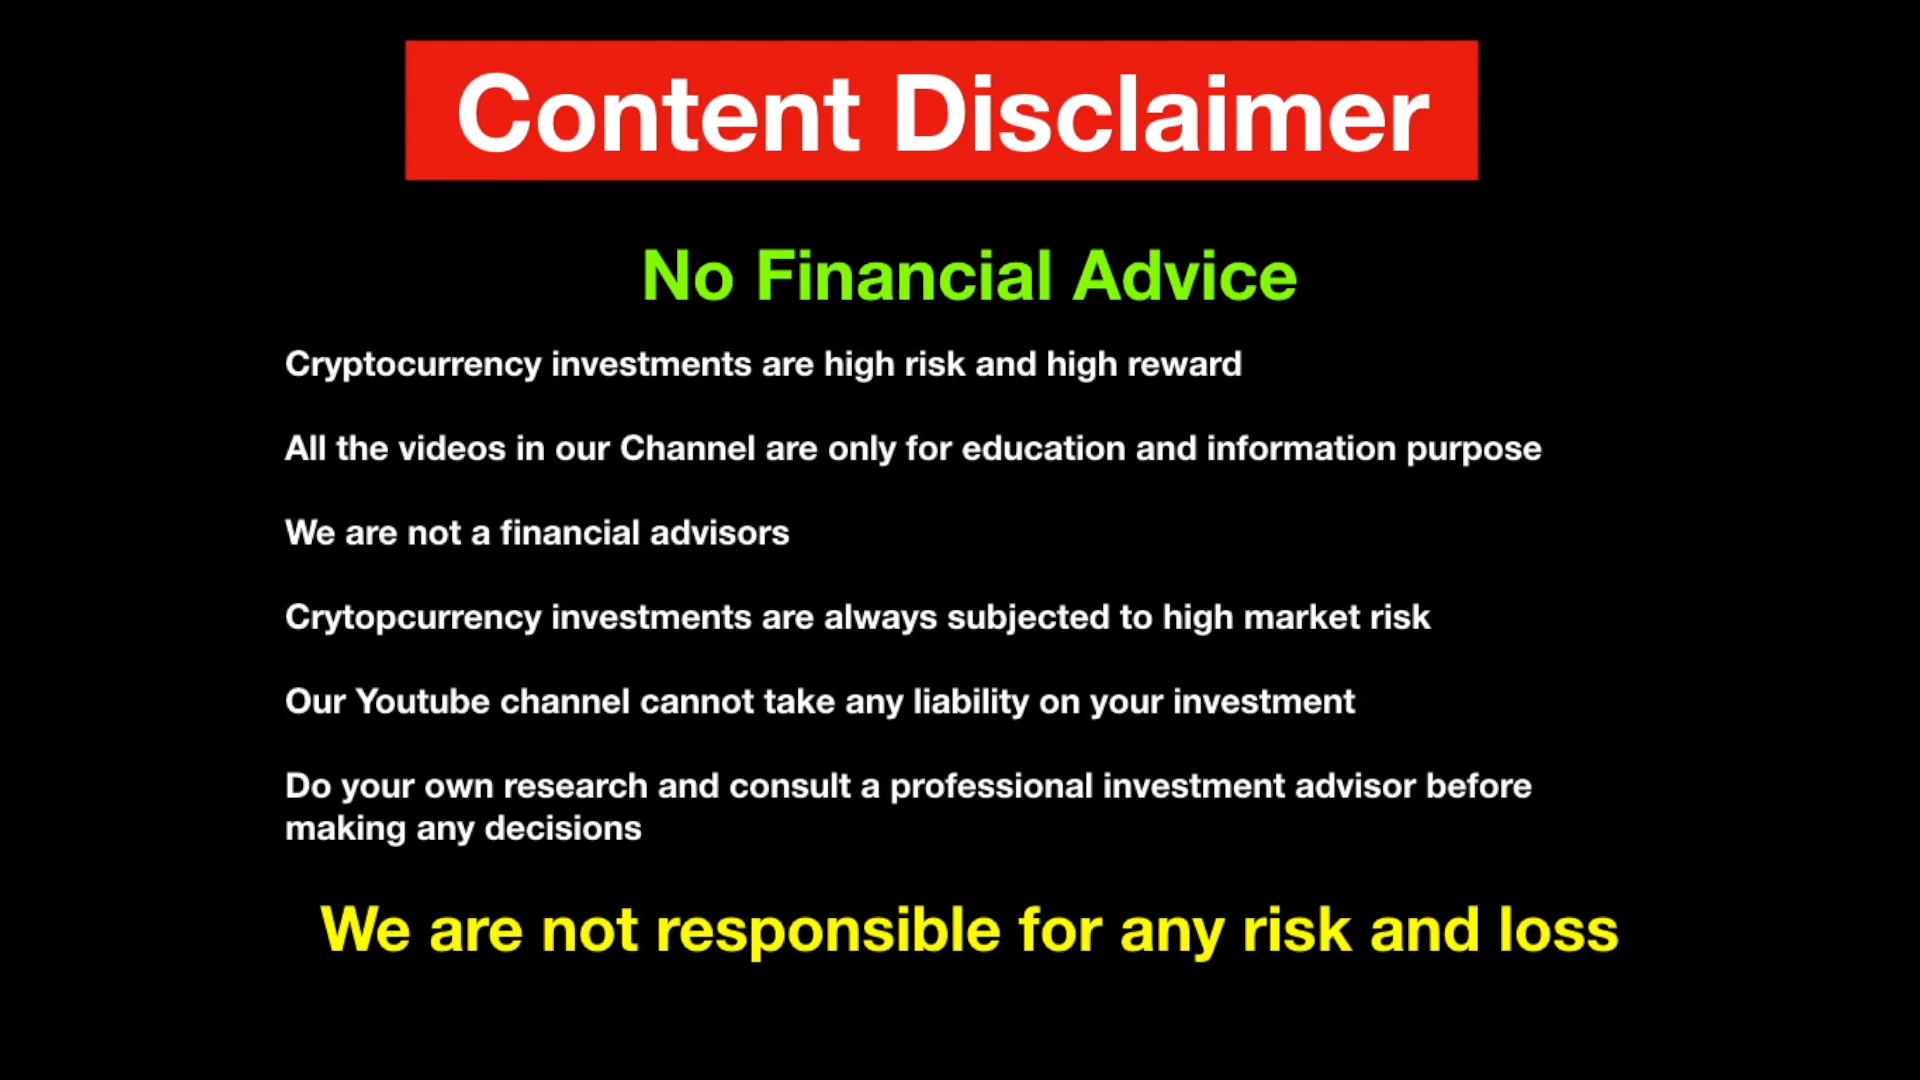 Content Disclaimer
No Financial Advice
Cryptocurrency investments are high risk and high reward
All the videos in our Channel are only for education and information purpose
We are not a financial advisors
Crytopcurrency investments are always subjected to high market risk
Our Youtube channel cannot take any liability on your investment
Do your own research and consult a professional investment advisor before
making any decisions
We are not responsible for any risk and loss